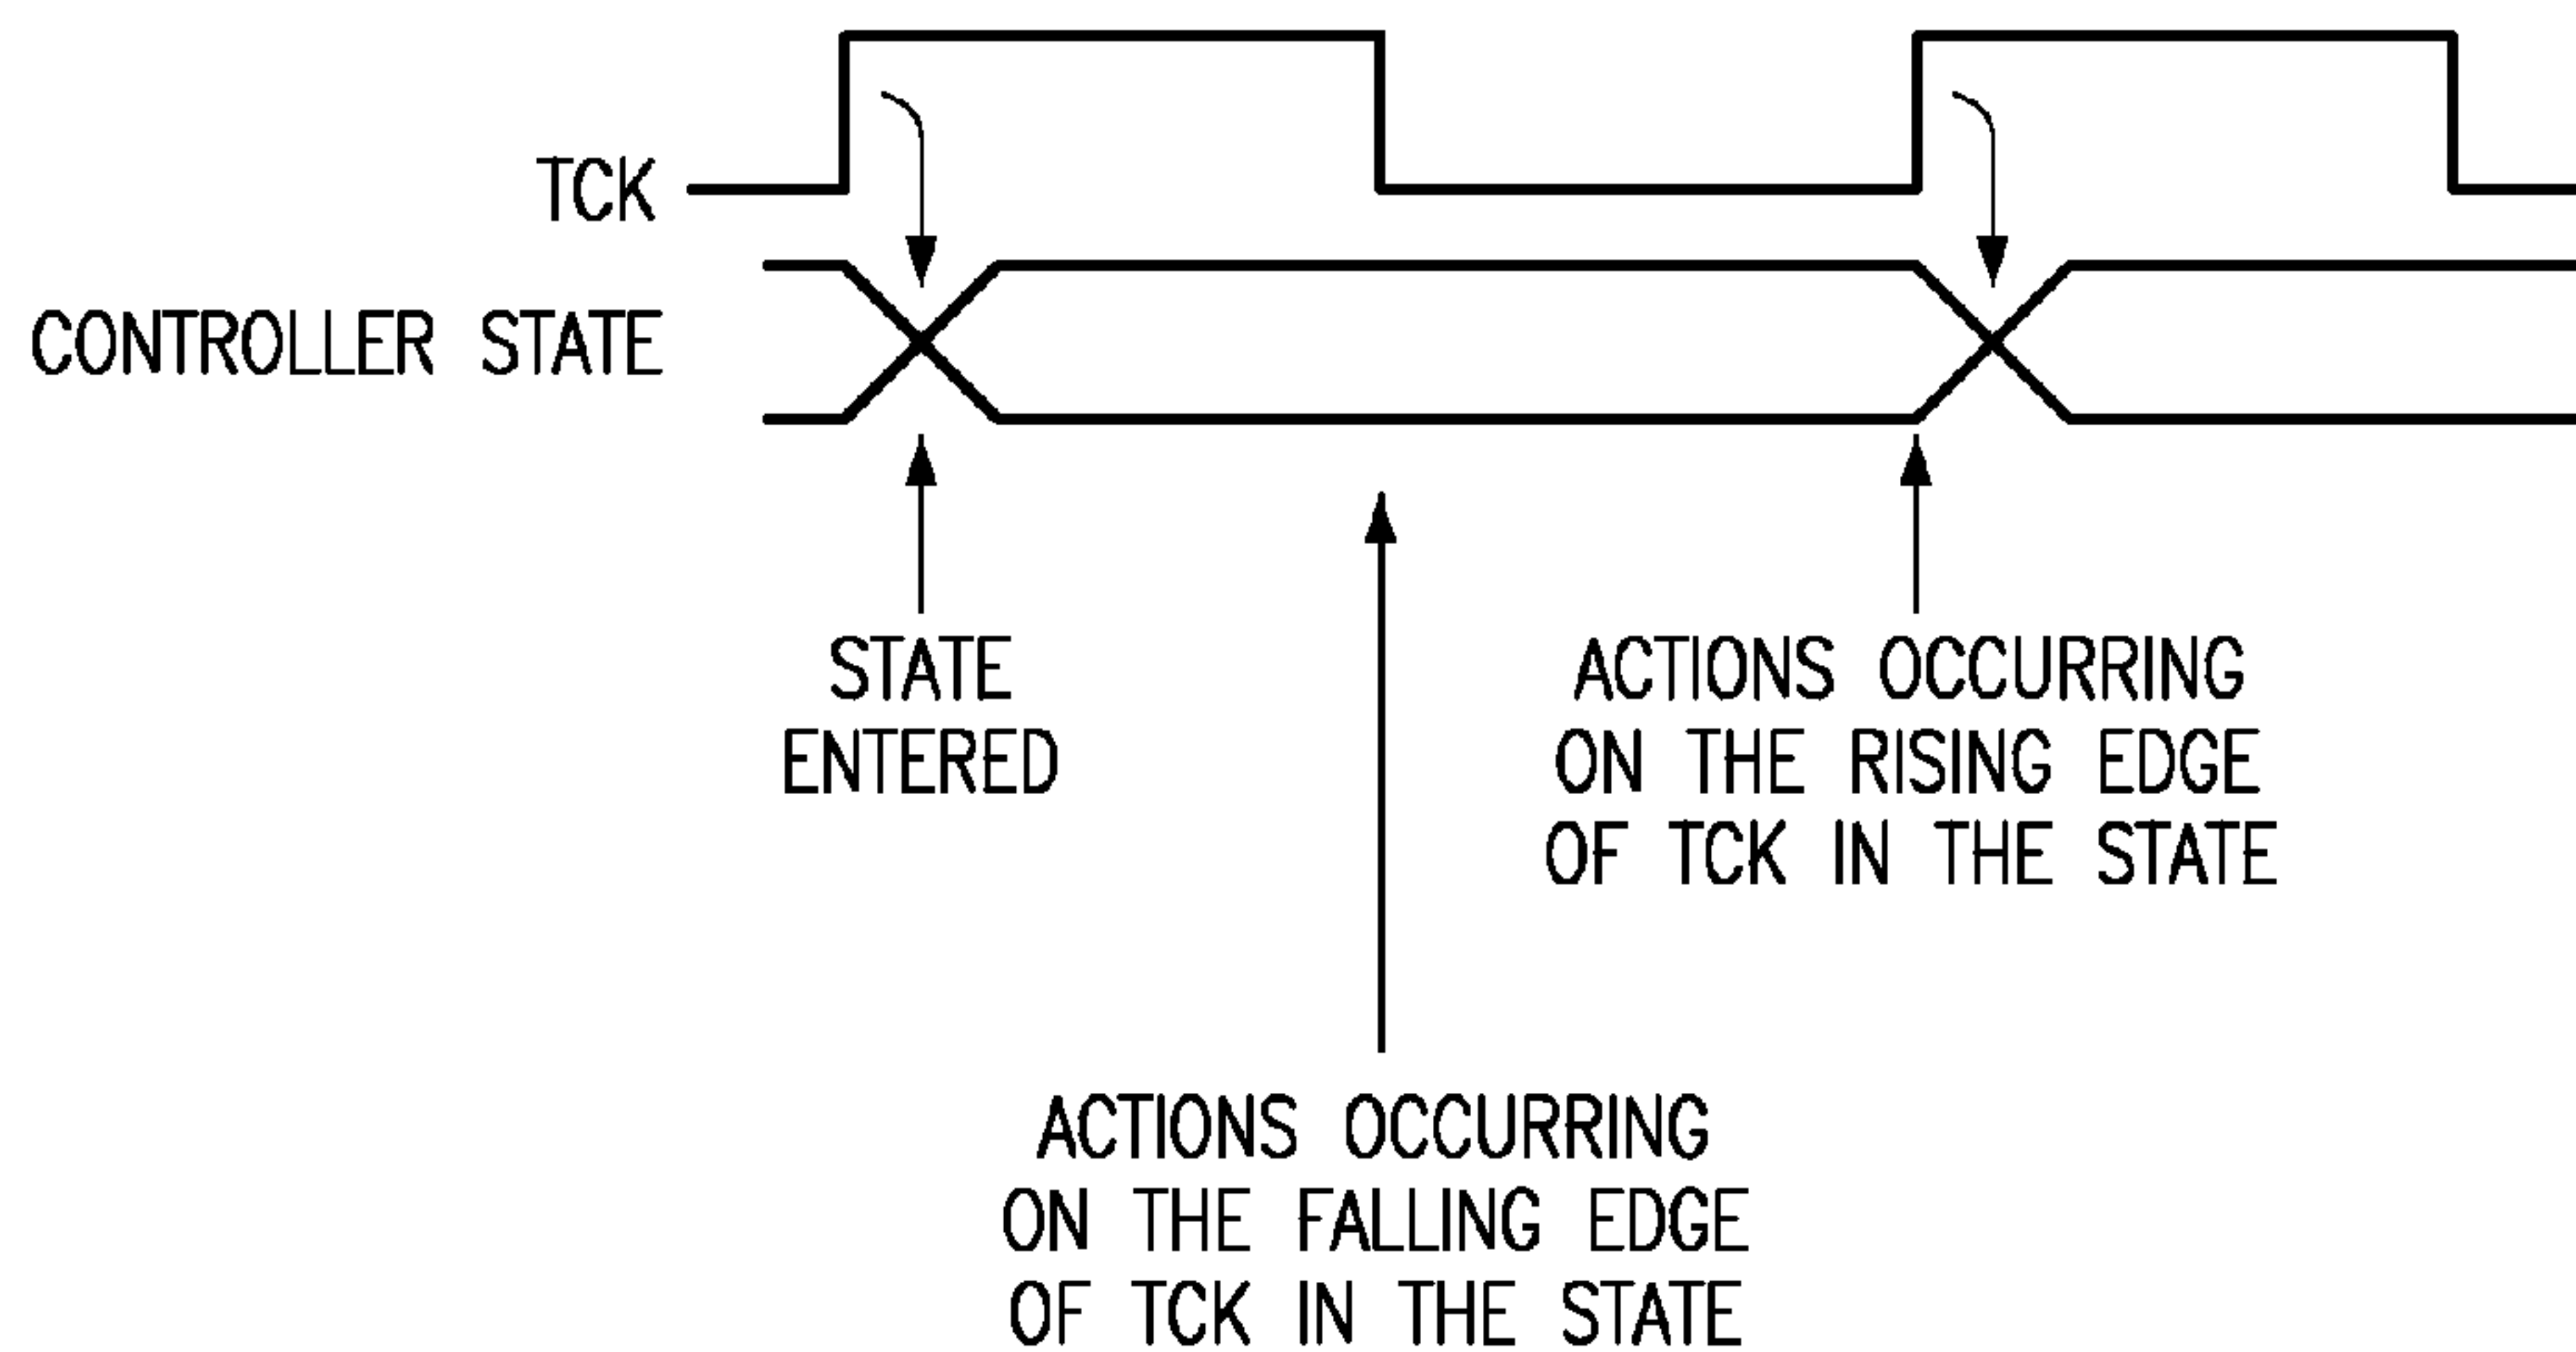 TCK
CONTROLLER STATE
STATE
ENTERED
ACTIONS OCCURRING
ON THE RISING EDGE
OF TCK IN THE STATE
ACTIONS OCCURRING
ON THE FALLING EDGE
OF TCK IN THE STATE